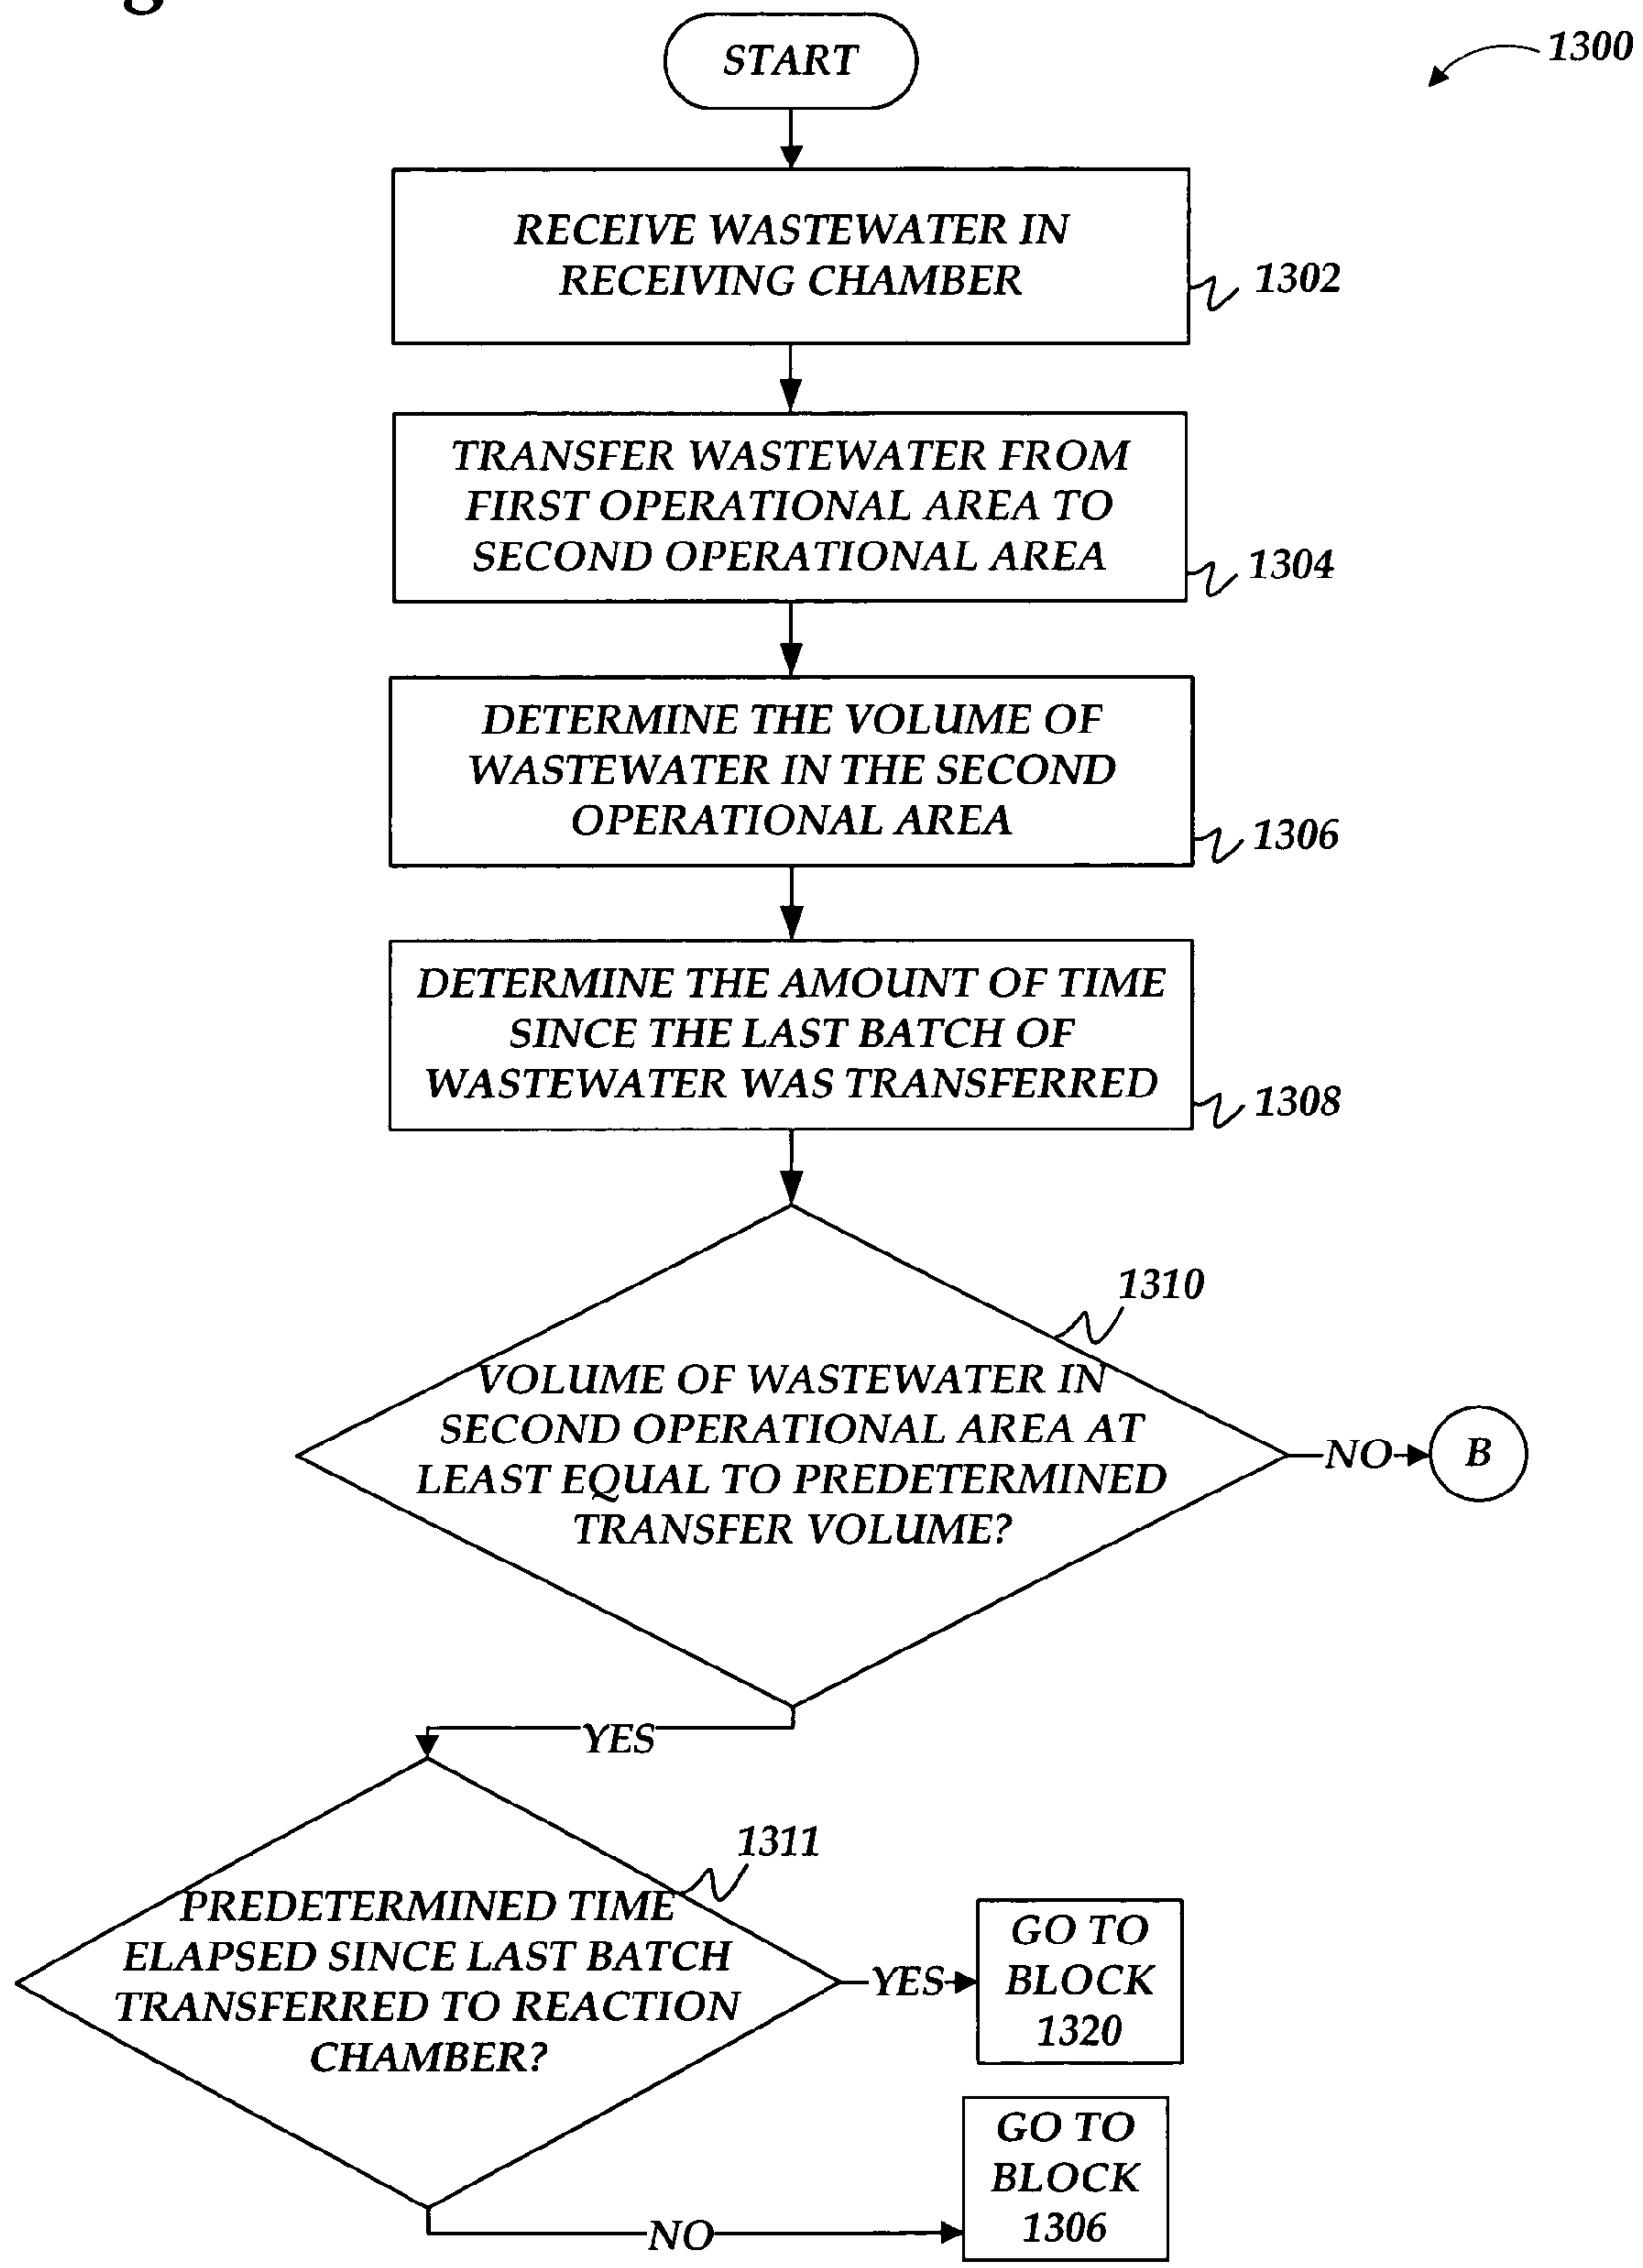 START
1300
RECEIVE WASTEWATER IN
RECEIVING CHAMBER
1302
TRANSFER WASTEWATER FROM
FIRST OPERATIONAL AREA TO
SECOND OPERATIONAL AREA
1304
DETERMINE THE VOLUME OF
WASTEWATER IN THE SECOND
OPERATIONAL AREA
1306
DETERMINE THE AMOUNT OF TIME
SINCE THE LAST BATCH OF
WASTEWATER WAS TRANSFERRED
1308
1310
VOLUME OF WASTEWATER IN
SECOND OPERATIONAL AREA AT
LEAST EQUAL TO PREDETERMINED
TRANSFER VOLUME?
NO
B
YES
1311
PREDETERMINED TIME
ELAPSED SINCE LAST BATCH
TRANSFERRED TO REACTION
CHAMBER?
YES
GO TO
BLOCK
1320
NO
GO TO
BLOCK
1306